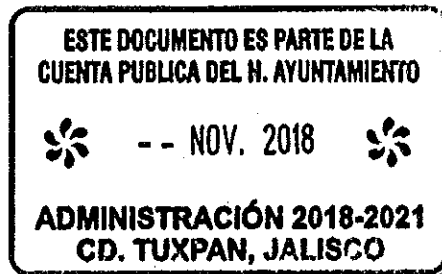 ESTE DOCUMENTO ES PARTE DE LA
CUENTA PUBLICA DEL H. AYUNTAMIENTO
-- NOV. 2018
ADMINISTRACIÓN 2018-2021
CD. TUXPAN, JALISCO